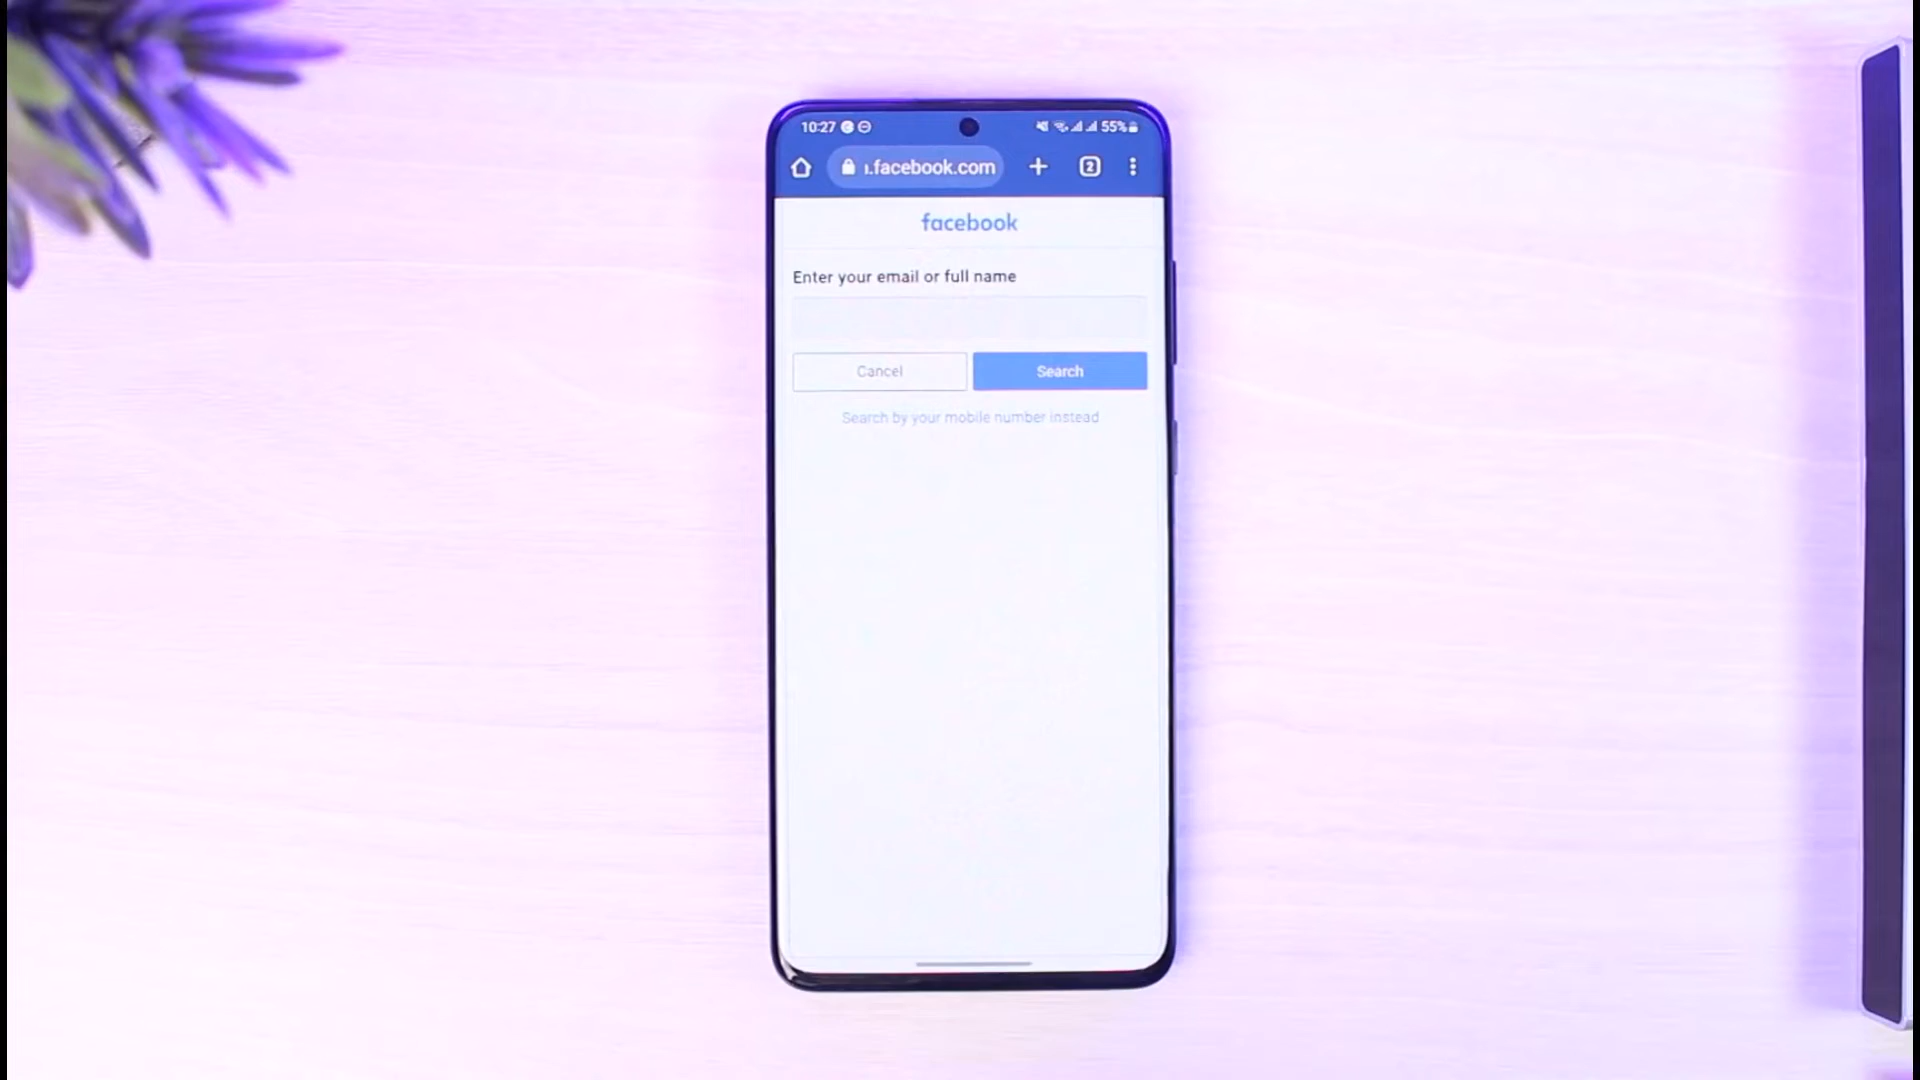 10:27 55%
.facebook.com 2
facebook
Enter your email or full name
Cancel Search
Search by your mobile number instead